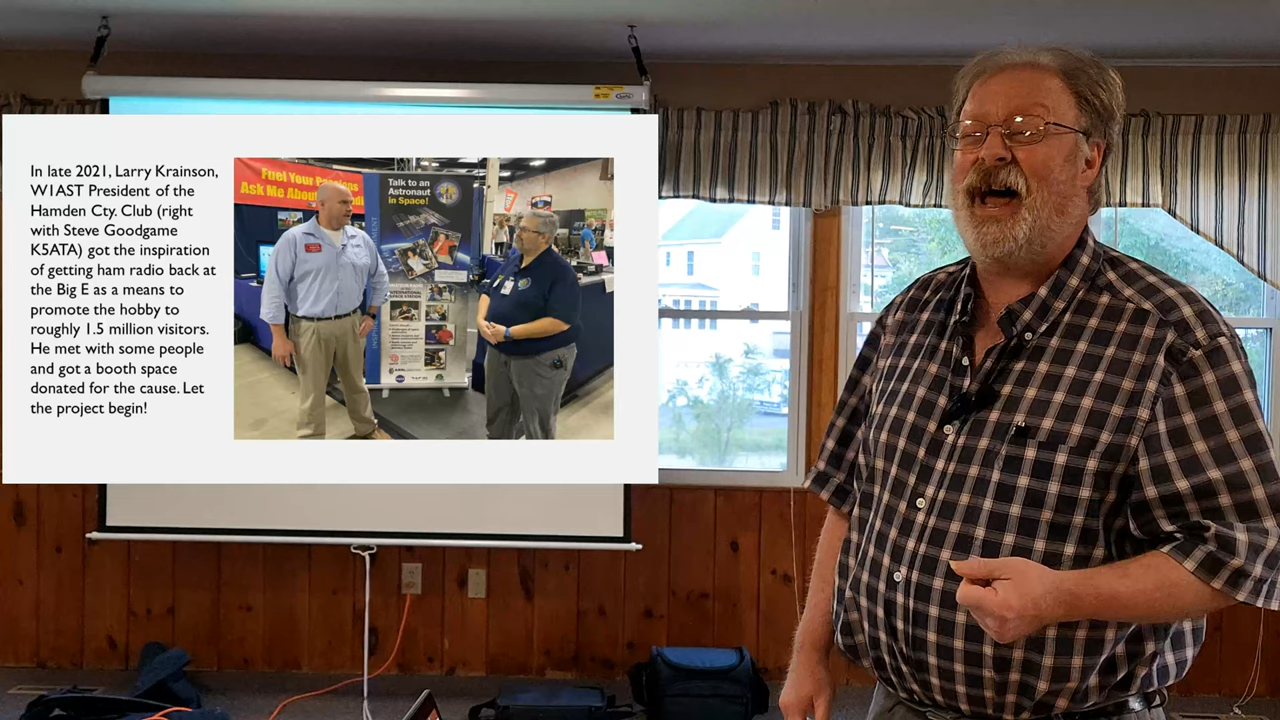 In late 2021, Larry Krainson,
W1AST President of the
Hamden Cty. Club (right
with Steve Goodgame
K5ATA) got the inspiration
of getting ham radio back at
the Big E as a means to
promote the hobby to
roughly 1.5 million visitors.
He met with some people
and got a booth space
donated for the cause. Let
the project begin!
Fuel Your
Ask Me About
Talk to an
Astronaut
in Space!
INTERNATIONAL
SPACE STATION